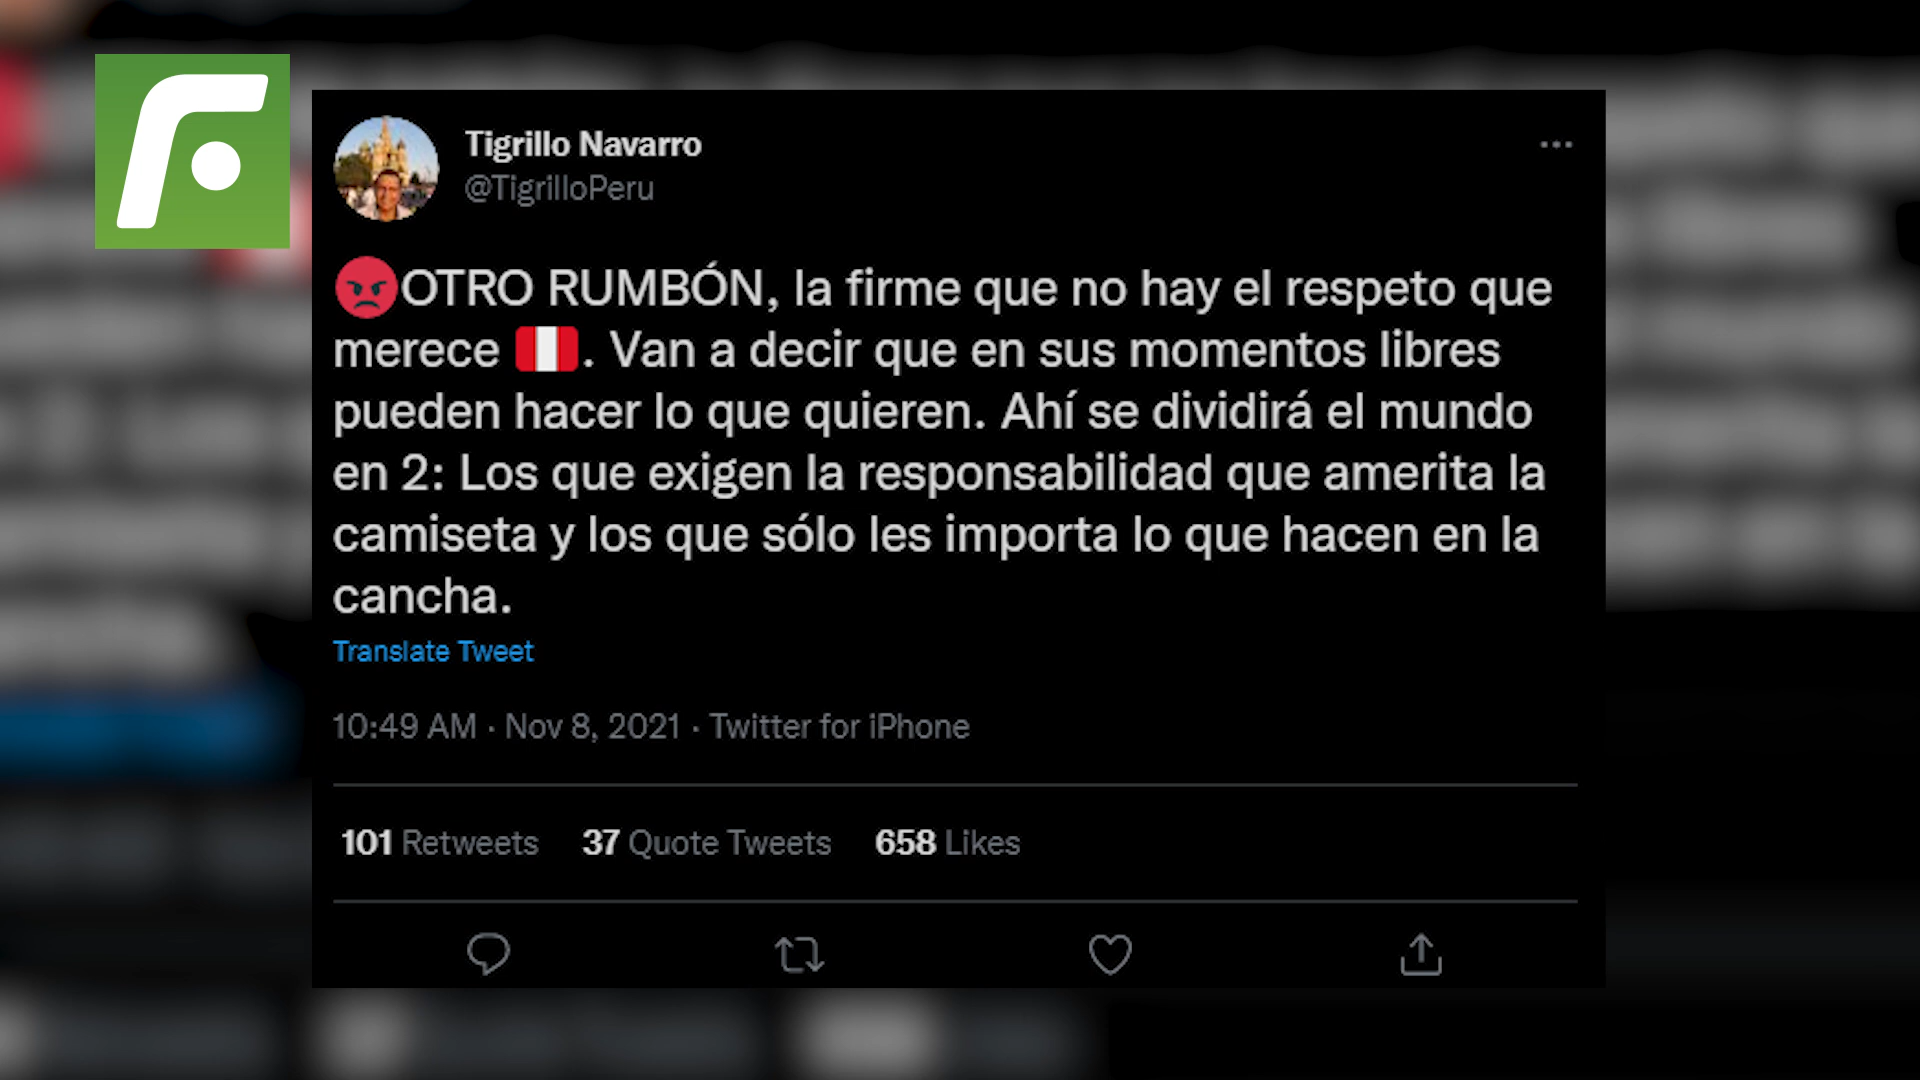 Tigrillo Navarro
@TigrilloPeru
😡OTRO RUMBÓN, la firme que no hay el respeto que
merece 🇵🇪. Van a decir que en sus momentos libres
pueden hacer lo que quieren. Ahí se dividirá el mundo
en 2: Los que exigen la responsabilidad que amerita la
camiseta y los que sólo les importa lo que hacen en la
cancha.
Translate Tweet
10:49 AM · Nov 8, 2021 · Twitter for iPhone
101 Retweets 37 Quote Tweets 658 Likes